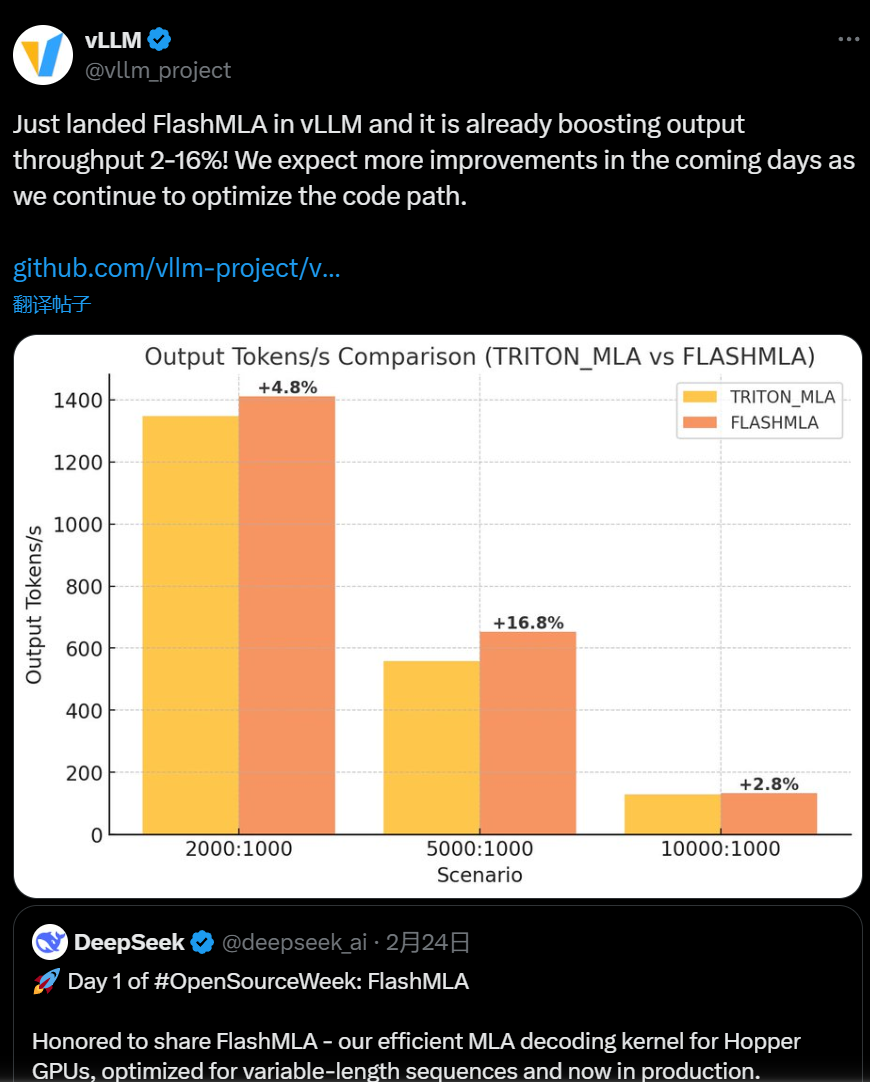 vLLM
@vllm_project
Just landed FlashMLA in vLLM and it is already boosting output
throughput 2-16%! We expect more improvements in the coming days as
we continue to optimize the code path.
github.com/vllm-project/v...
翻译帖子
Output Tokens/s Comparison (TRITON_MLA vs FLASHMLA)
TRITON_MLA
FLASHMLA
+4.8%
+16.8%
+2.8%
1400
1200
1000
800
600
400
200
0
Output Tokens/s
2000:1000
5000:1000
10000:1000
Scenario
DeepSeek @deepseek_ai · 2月24日
🚀 Day 1 of #OpenSourceWeek: FlashMLA
Honored to share FlashMLA - our efficient MLA decoding kernel for Hopper
GPUs, optimized for variable-length sequences and now in production.